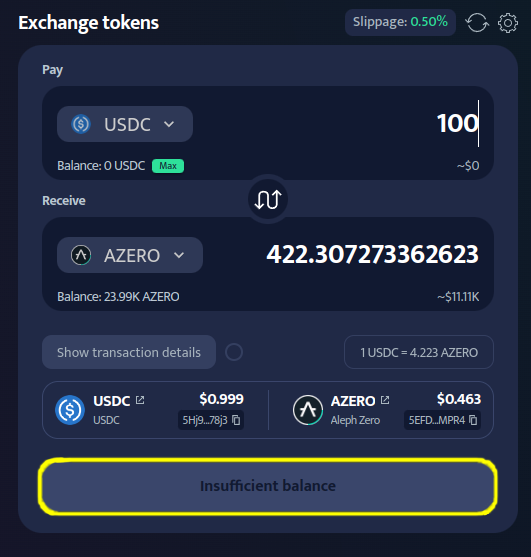 Exchange tokens
Slippage: 0.50%
Pay
USDC
100
Balance: 0 USDC
Max
~$0
Receive
AZERO
422.307273362623
Balance: 23.99K AZERO
~$11.11K
Show transaction details
1 USDC = 4.223 AZERO
USDC
$0.999
AZERO
$0.463
USDC
5Hj9...78j3
Aleph Zero
5EFD...MPR4
Insufficient balance